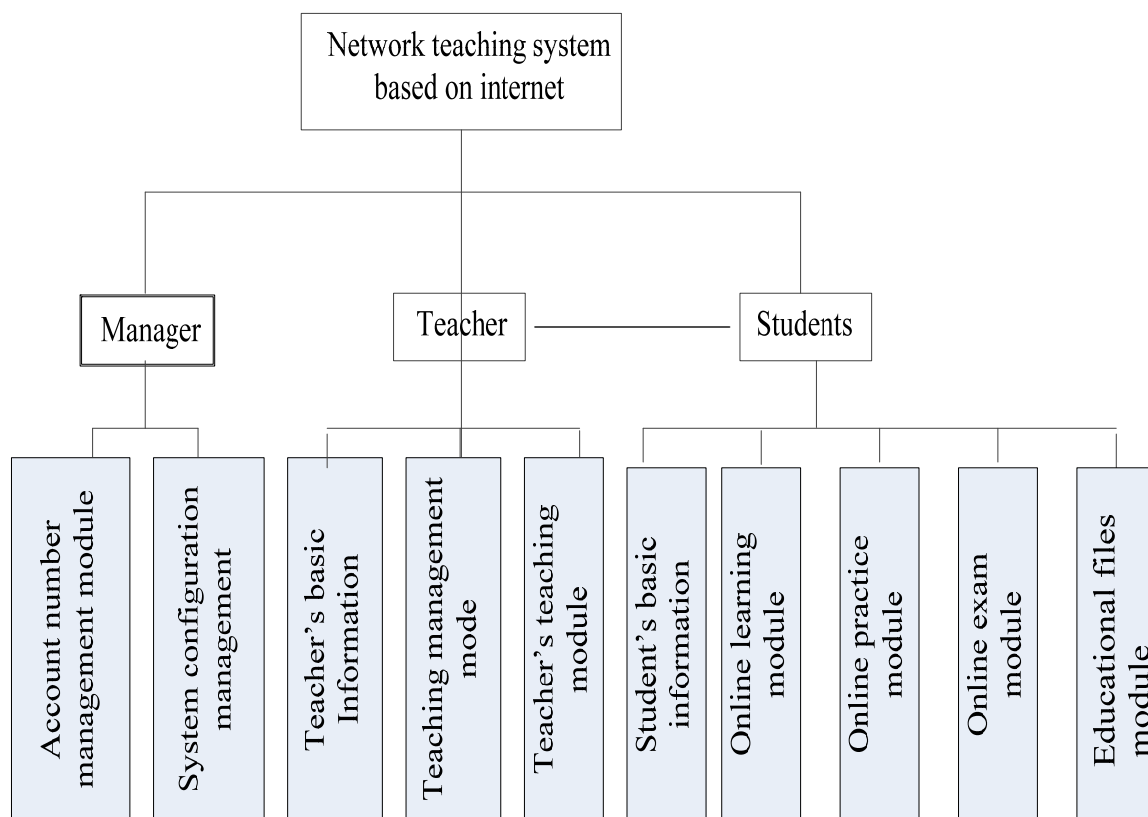 Network teaching system
based on internet
Manager
Teacher
Students
Account number
management module
System configuration
management
Teacher’s basic
Information
Teaching management
mode
Teacher’s teaching
module
Student’s basic
information
Online learning
module
Online practice
module
Online exam
module
Educational files
module